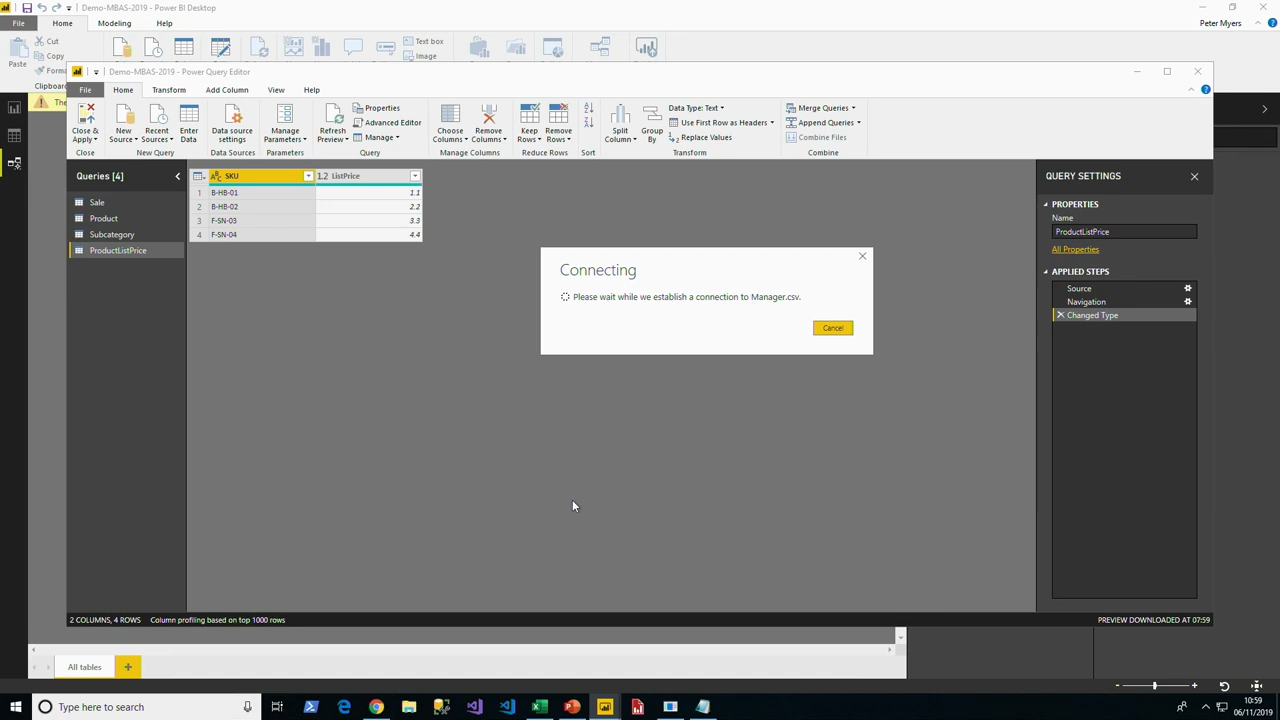 Demo-MBAS-2019 - Power BI Desktop
File Home Modeling Help Peter Myers
Paste
Cut
Copy
Clipboard
Text box
Image
Demo-MBAS-2019 - Power Query Editor
File Home Transform Add Column View Help
Close & Apply
Close
New Source
Recent Sources
Enter Data
New Query
Data source settings
Data Sources
Manage Parameters
Parameters
Refresh Preview
Properties
Advanced Editor
Manage
Query
Choose Columns
Remove Columns
Manage Columns
Keep Rows
Remove Rows
Reduce Rows
Sort
Split Column
Group By
Data Type: Text
Use First Row as Headers
Replace Values
Transform
Merge Queries
Append Queries
Combine Files
Combine
Queries [4]
Sale
Product
Subcategory
ProductListPrice
SKU 1.2 ListPrice
1 B-HB-01 1.1
2 B-HB-02 2.2
3 F-SN-03 3.3
4 F-SN-04 4.4
Connecting
Please wait while we establish a connection to Manager.csv.
Cancel
QUERY SETTINGS
PROPERTIES
Name
ProductListPrice
All Properties
APPLIED STEPS
Source
Navigation
Changed Type
2 COLUMNS, 4 ROWS Column profiling based on top 1000 rows PREVIEW DOWNLOADED AT 07:59
All tables
Type here to search
10:59
06/11/2019